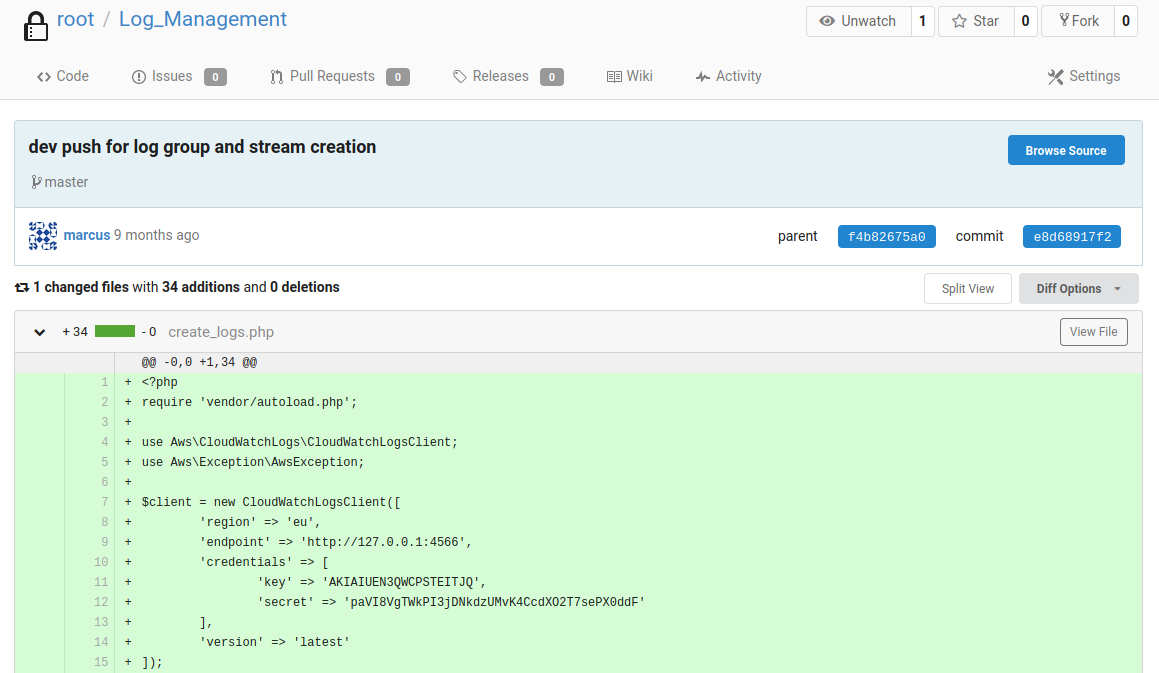 root / Log_Management
Unwatch 1 Star 0 Fork 0
Code Issues 0 Pull Requests 0 Releases 0 Wiki Activity Settings
dev push for log group and stream creation
Browse Source
master
marcus 9 months ago parent f4b82675a0 commit e8d68917f2
1 changed files with 34 additions and 0 deletions
Split View Diff Options
+ 34 - 0 create_logs.php View File
@@ -0,0 +1,34 @@
1 + <?php
2 + require 'vendor/autoload.php';
3 +
4 + use Aws\CloudWatchLogs\CloudWatchLogsClient;
5 + use Aws\Exception\AwsException;
6 +
7 + $client = new CloudWatchLogsClient([
8 + 'region' => 'eu',
9 + 'endpoint' => 'http://127.0.0.1:4566',
10 + 'credentials' => [
11 + 'key' => 'AKIAIUEN3QWCPSTEITJQ',
12 + 'secret' => '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'
13 + ],
14 + 'version' => 'latest'
15 + ]);